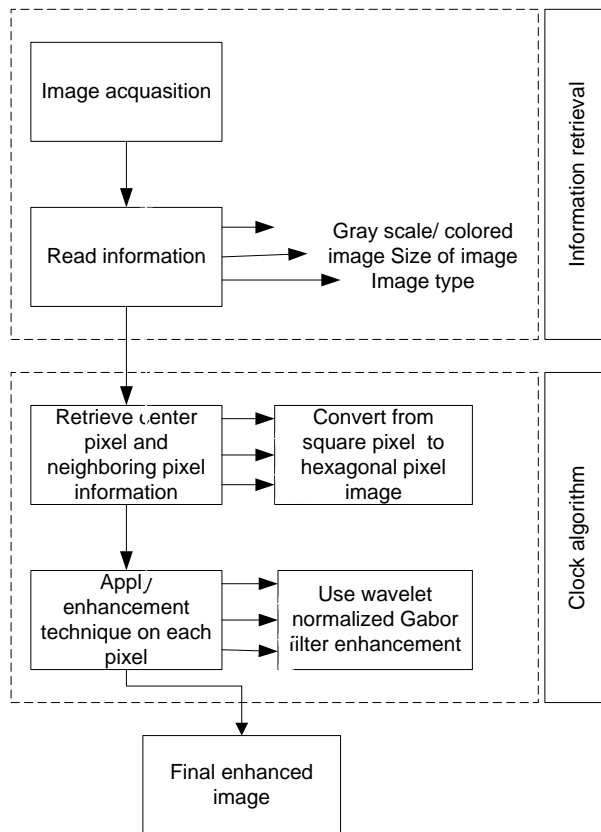 Image acquasition
Read information
Gray scale/ colored
image Size of image
Image type
Information retrieval
Retrieve center
pixel and
neighboring pixel
information
Convert from
square pixel to
hexagonal pixel
image
Apply
enhancement
technique on each
pixel
Use wavelet
normalized Gabor
filter enhancement
Clock algorithm
Final enhanced
image